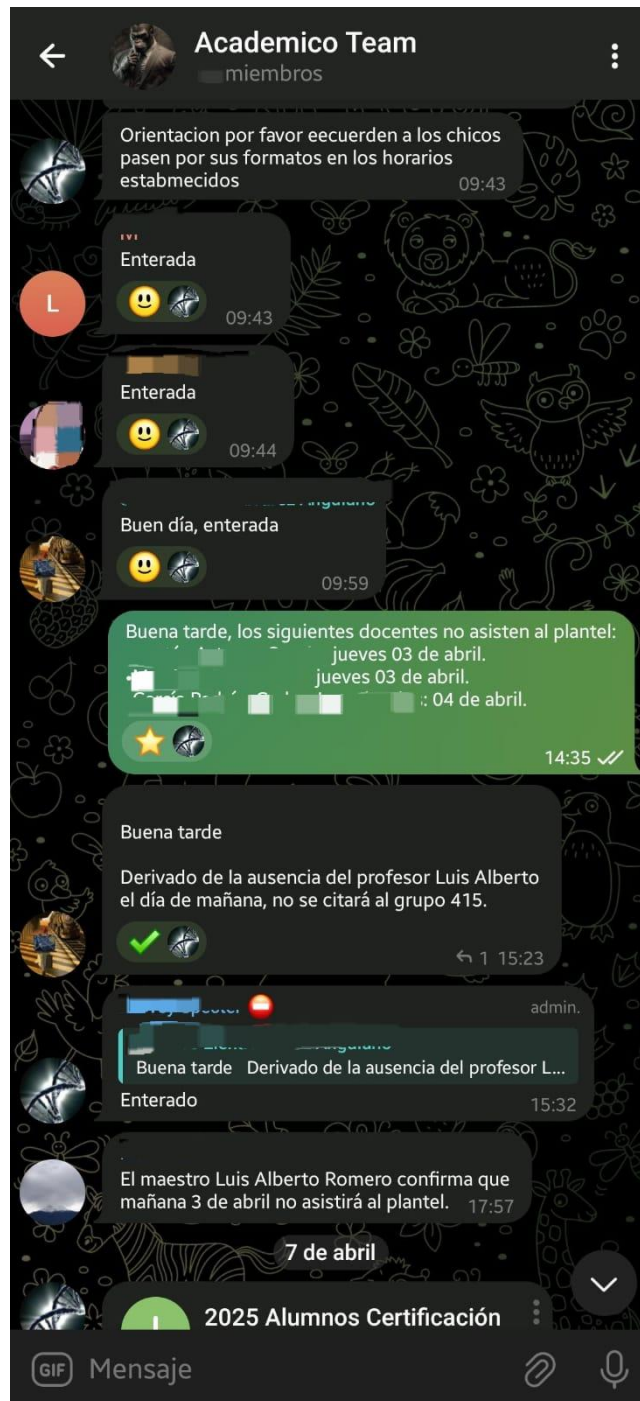 Academico Team
miembros
Orientacion por favor eecuerden a los chicos
pasen por sus formatos en los horarios
estabmecidos
09:43
L
Enterada
09:43
Enterada
09:44
Buen día, enterada
09:59
Buena tarde, los siguientes docentes no asisten al plantel:
jueves 03 de abril.
jueves 03 de abril.
: 04 de abril.
14:35
Buena tarde
Derivado de la ausencia del profesor Luis Alberto
el día de mañana, no se citará al grupo 415.
1 15:23
admin.
Buena tarde Derivado de la ausencia del profesor L...
Enterado
15:32
El maestro Luis Alberto Romero confirma que
mañana 3 de abril no asistirá al plantel. 17:57
7 de abril
2025 Alumnos Certificación
GIF Mensaje